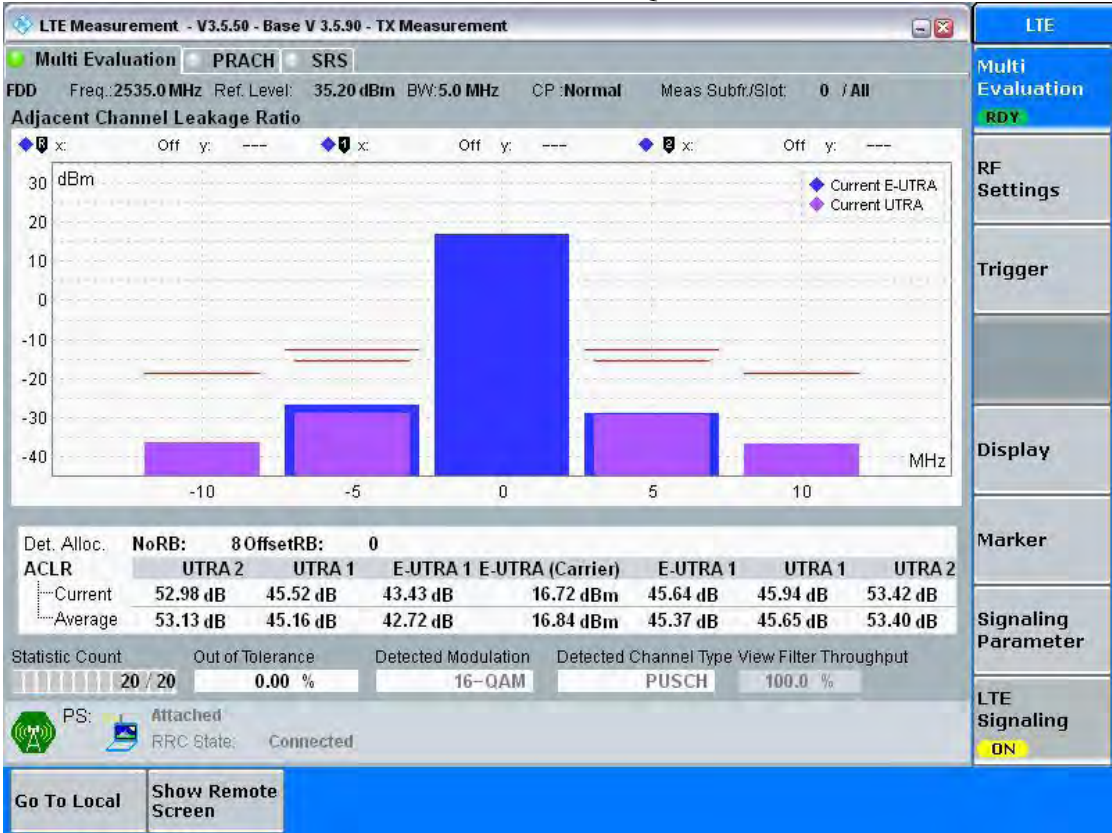 LTE Measurement - V3.5.50 - Base V 3.5.90 - TX Measurement
LTE
Multi Evaluation PRACH SRS
Multi Evaluation
RDY
FDD Freq.:2535.0 MHz Ref. Level: 35.20 dBm BW:5.0 MHz CP :Normal Meas Subfr./Slot: 0 / All
Adjacent Channel Leakage Ratio
R x: Off y: --- 1 x: Off y: --- 2 x: Off y: ---
dBm
Current E-UTRA
Current UTRA
30
20
10
0
-10
-20
-30
-40
MHz
-10 -5 0 5 10
RF
Settings
Trigger
Display
Marker
Signaling
Parameter
LTE
Signaling
ON
Det. Alloc. NoRB: 8 OffsetRB: 0
ACLR UTRA 2 UTRA 1 E-UTRA 1 E-UTRA (Carrier) E-UTRA 1 UTRA 1 UTRA 2
Current 52.98 dB 45.52 dB 43.43 dB 16.72 dBm 45.64 dB 45.94 dB 53.42 dB
Average 53.13 dB 45.16 dB 42.72 dB 16.84 dBm 45.37 dB 45.65 dB 53.40 dB
Statistic Count Out of Tolerance Detected Modulation Detected Channel Type View Filter Throughput
20 / 20 0.00 % 16-QAM PUSCH 100.0 %
PS: Attached
RRC State: Connected
Go To Local
Show Remote
Screen